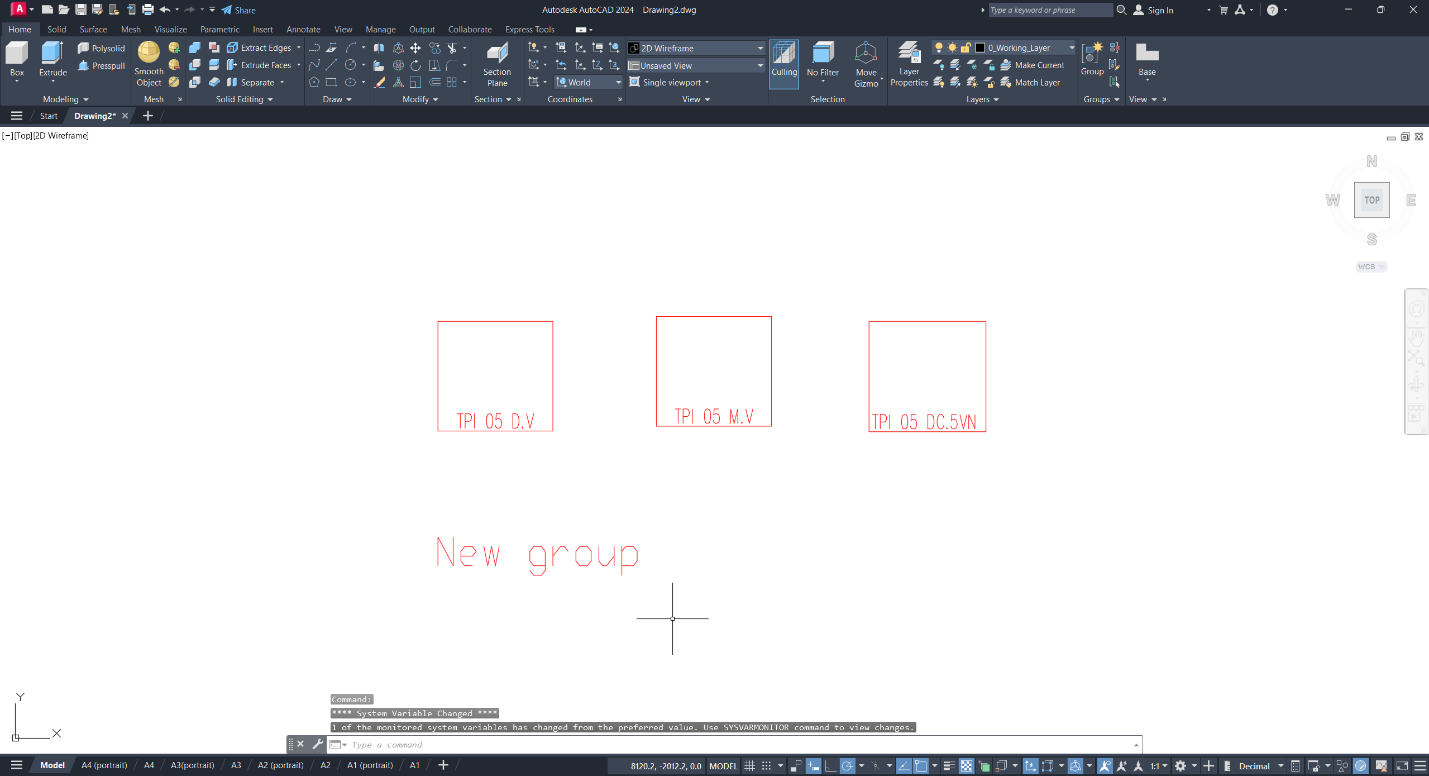 A Share Autodesk AutoCAD 2024 Drawing2.dwg Type a keyword or phrase Sign In
Home Solid Surface Mesh Visualize Parametric Insert Annotate View Manage Output Collaborate Express Tools
Box
Extrude
Polysolid
Presspull
Smooth Object
Extract Edges
Extrude Faces
Separate
Section Plane
World
2D Wireframe
Unsaved View
Single viewport
Culling
No Filter
Move Gizmo
Layer Properties
0_Working_Layer
Make Current
Match Layer
Group
Base
Modeling Mesh Solid Editing Draw Modify Section Coordinates View Selection Layers Groups View
Start Drawing2*
[−][Top][2D Wireframe]
N
W TOP E
S
WCS
TPI 05 D.V
TPI 05 M.V
TPI 05 DC.5VN
New group
Y
X
Command:
**** System Variable Changed ****
1 of the monitored system variables has changed from the preferred value. Use SYSVARMONITOR command to view changes.
Type a command
Model A4 (portrait) A4 A3(portrait) A3 A2 (portrait) A2 A1 (portrait) A1 8120.2, -2012.2, 0.0 MODEL 1:1 Decimal